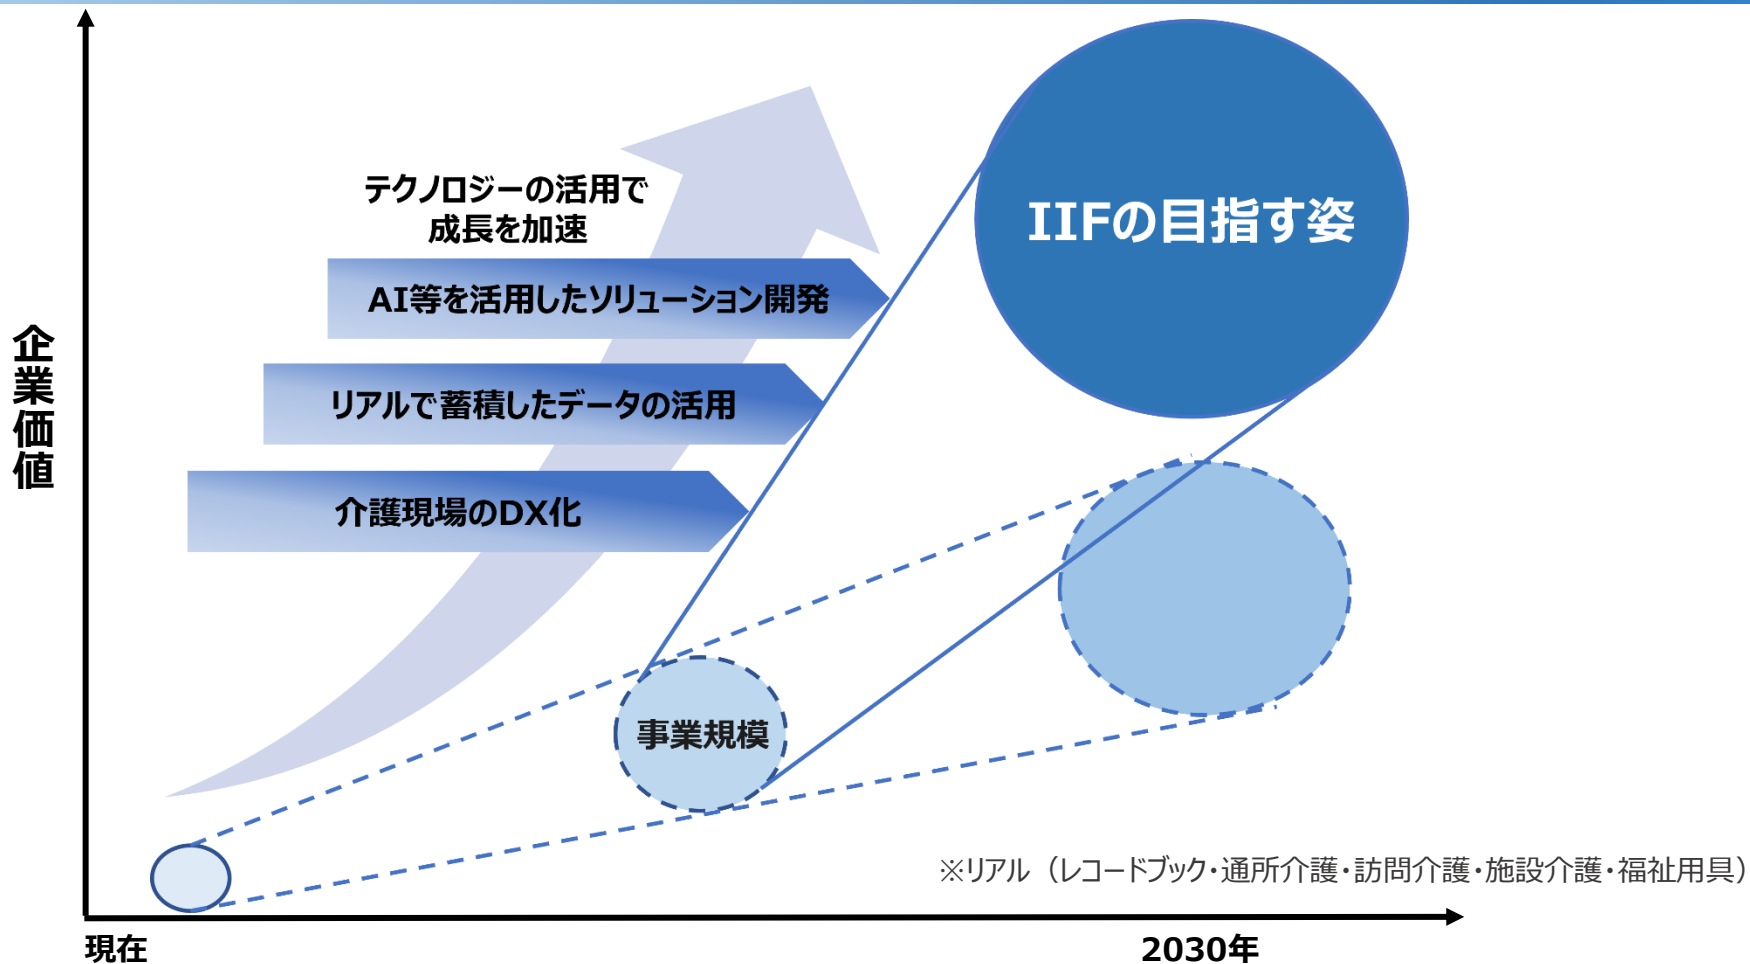 企業価値
テクノロジーの活用で
成長を加速
AI等を活用したソリューション開発
リアルで蓄積したデータの活用
介護現場のDX化
IIFの目指す姿
事業規模
※リアル（レコードブック・通所介護・訪問介護・施設介護・福祉用具）
現在
2030年